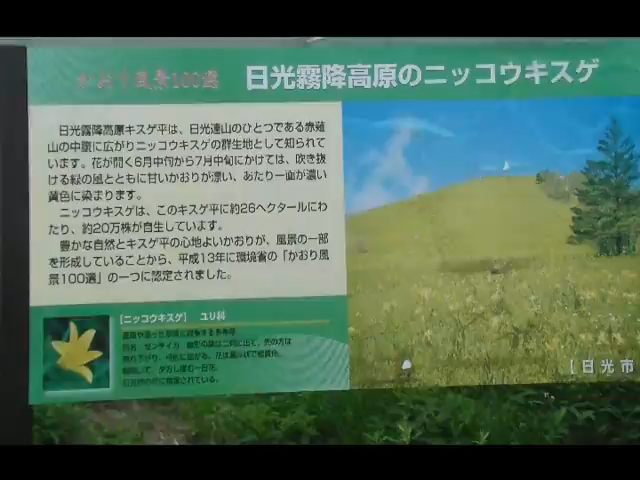 かおり風景100選
日光霧降高原のニッコウキスゲ
日光霧降高原キスゲ平は、日光連山のひとつである赤薙
山の中腹に広がりニッコウキスゲの群生地として知られて
います。花が開く6月中旬から7月中旬にかけては、吹き抜
ける緑の風とともに甘いかおりが漂い、あたり一面が濃い
黄色に染まります。
ニッコウキスゲは、このキスゲ平に約26ヘクタールにわ
たり、約20万株が自生しています。
豊かな自然とキスゲ平の心地よいかおりが、風景の一部
を形成していることから、平成13年に環境省の「かおり風
景100選」の一つに認定されました。
【ニッコウキスゲ】 ユリ科
【日光市